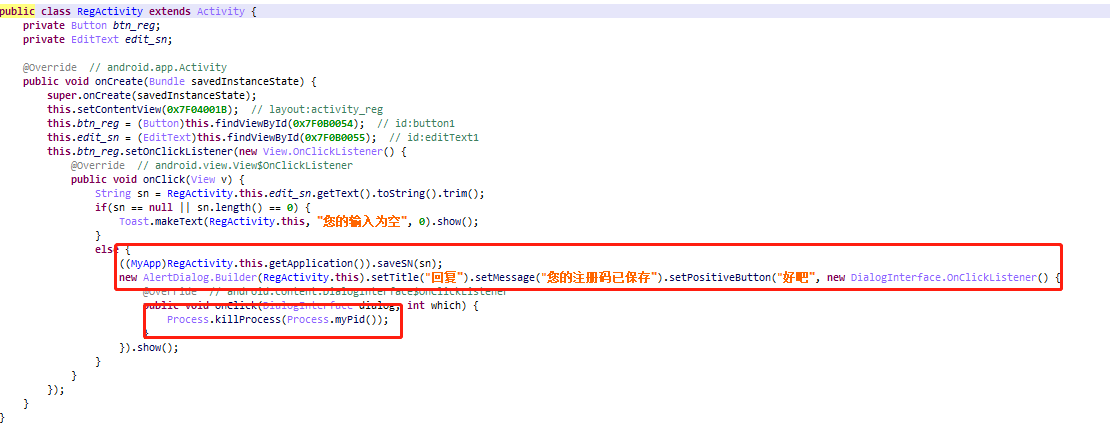 public class RegActivity extends Activity {
private Button btn_reg;
private EditText edit_sn;
@Override // android.app.Activity
public void onCreate(Bundle savedInstanceState) {
super.onCreate(savedInstanceState);
this.setContentView(0x7F04001B); // layout:activity_reg
this.btn_reg = (Button)this.findViewById(0x7F0B0054); // id:button1
this.edit_sn = (EditText)this.findViewById(0x7F0B0055); // id:editText1
this.btn_reg.setOnClickListener(new View.OnClickListener() {
@Override // android.view.View$OnClickListener
public void onClick(View v) {
String sn = RegActivity.this.edit_sn.getText().toString().trim();
if(sn == null || sn.length() == 0) {
Toast.makeText(RegActivity.this, "您的输入为空", 0).show();
}
else {
((MyApp)RegActivity.this.getApplication()).saveSN(sn);
new AlertDialog.Builder(RegActivity.this).setTitle("回复").setMessage("您的注册码已保存").setPositiveButton("好吧", new DialogInterface.OnClickListener() {
@Override // android.content.DialogInterface$OnClickListener
public void onClick(DialogInterface dialog, int which) {
Process.killProcess(Process.myPid());
}
}).show();
}
}
});
}
}